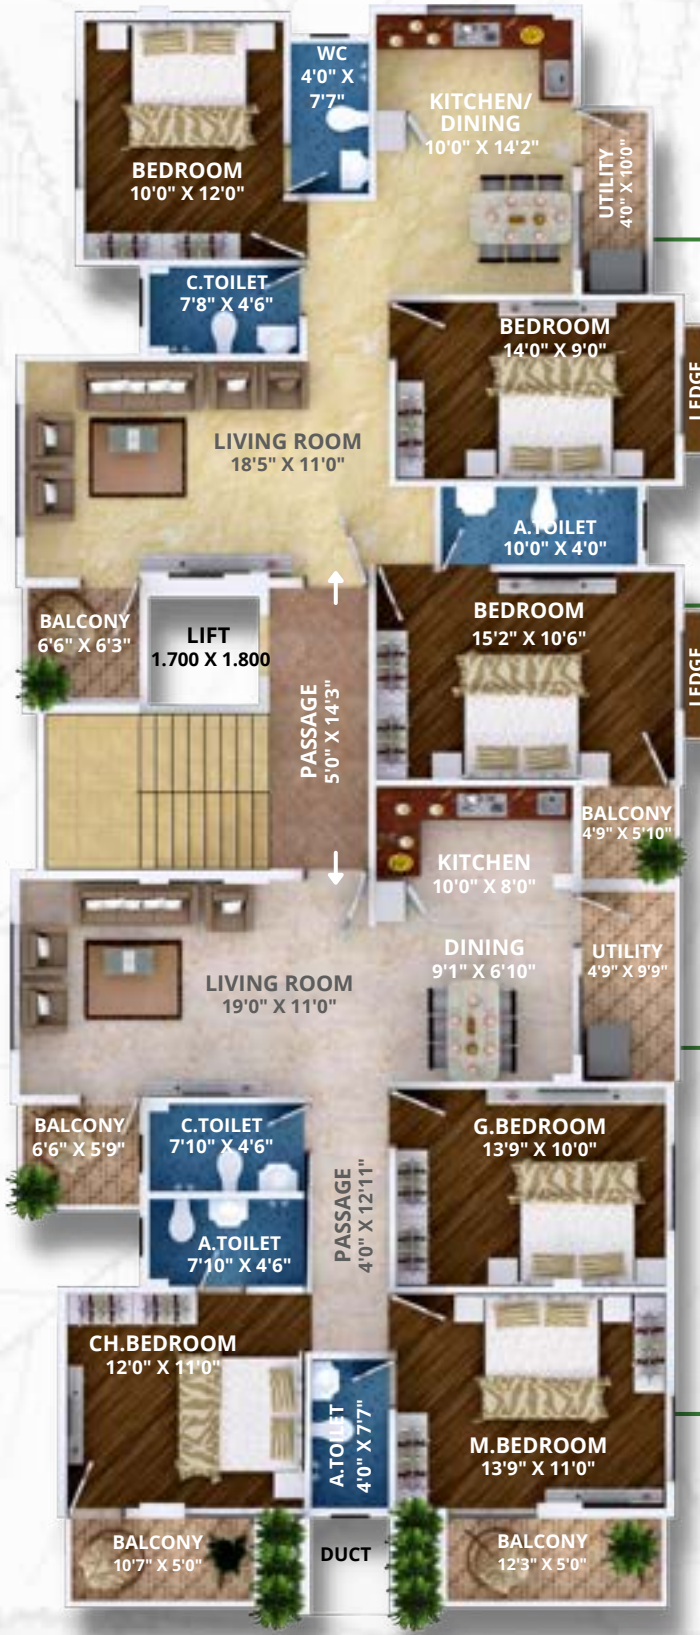 WC
4'0" X
7'7"
KITCHEN/
DINING
10'0" X 14'2"
BEDROOM
10'0" X 12'0"
UTILITY
4'0" X 10'0"
C.TOILET
7'8" X 4'6"
BEDROOM
14'0" X 9'0"
LEDGE
LIVING ROOM
18'5" X 11'0"
A.TOILET
10'0" X 4'0"
BALCONY
6'6" X 6'3"
LIFT
1.700 X 1.800
PASSAGE
5'0" X 14'3"
BEDROOM
15'2" X 10'6"
LEDGE
BALCONY
4'9" X 5'10"
KITCHEN
10'0" X 8'0"
DINING
9'1" X 6'10"
UTILITY
4'9" X 9'9"
LIVING ROOM
19'0" X 11'0"
BALCONY
6'6" X 5'9"
C.TOILET
7'10" X 4'6"
G.BEDROOM
13'9" X 10'0"
PASSAGE
4'0" X 12'11"
A.TOILET
7'10" X 4'6"
CH.BEDROOM
12'0" X 11'0"
A.TOILET
4'0" X 7'7"
M.BEDROOM
13'9" X 11'0"
BALCONY
10'7" X 5'0"
DUCT
BALCONY
12'3" X 5'0"